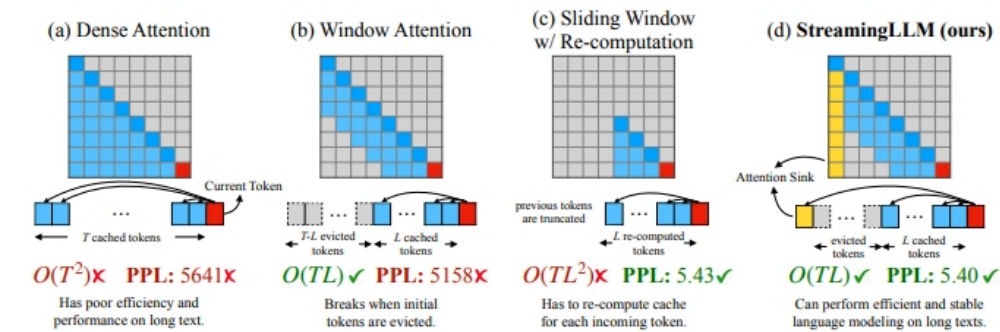 (a) Dense Attention
Current Token
T cached tokens
O(T²)✗ PPL: 5641✗
Has poor efficiency and
performance on long text.
(b) Window Attention
...
...
T-L evicted
tokens
L cached
tokens
O(TL)✓ PPL: 5158✗
Breaks when initial
tokens are evicted.
(c) Sliding Window
w/ Re-computation
previous tokens
are truncated
...
L re-computed
tokens
O(TL²)✗ PPL: 5.43✓
Has to re-compute cache
for each incoming token.
(d) StreamingLLM (ours)
Attention Sink
...
...
evicted
tokens
L cached
tokens
O(TL)✓ PPL: 5.40✓
Can perform efficient and stable
language modeling on long texts.